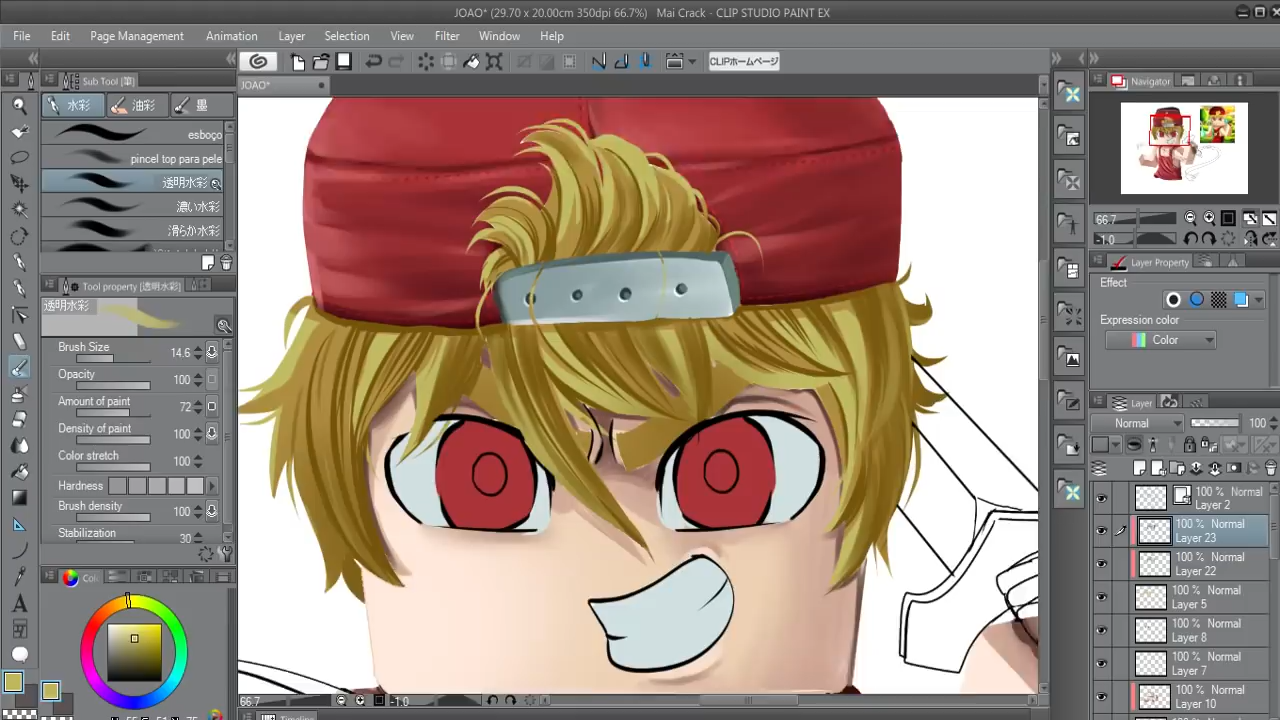 JOAO* (29.70 x 20.00cm 350dpi 66.7%)   Mai Crack - CLIP STUDIO PAINT EX
File Edit Page Management Animation Layer Selection View Filter Window Help
CLIPホームページ
Sub Tool [筆]
JOAO*
Navigator
水彩 油彩 墨
esboço
pincel top para pele
透明水彩
濃い水彩
滑らか水彩
66.7
-1.0
Tool property [透明水彩]
透明水彩
Layer Property
Effect
Expression color
Color
Brush Size 14.6
Opacity 100
Amount of paint 72
Density of paint 100
Color stretch 100
Hardness
Brush density 100
Stabilization 30
Layer
Normal 100
100 % Normal
Layer 2
100 % Normal
Layer 23
100 % Normal
Layer 22
100 % Normal
Layer 5
100 % Normal
Layer 8
100 % Normal
Layer 7
100 % Normal
Layer 10
66.7
-1.0
Timeline